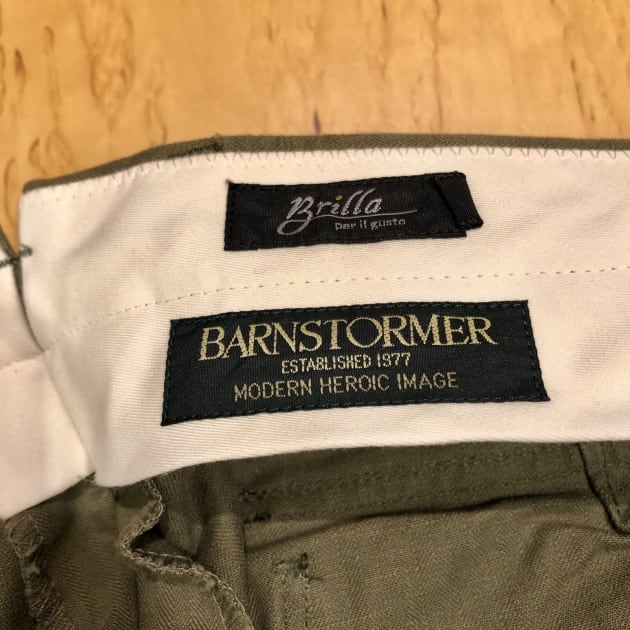 Brilla
per il gusto
BARNSTORMER
ESTABLISHED 1977
MODERN HEROIC IMAGE